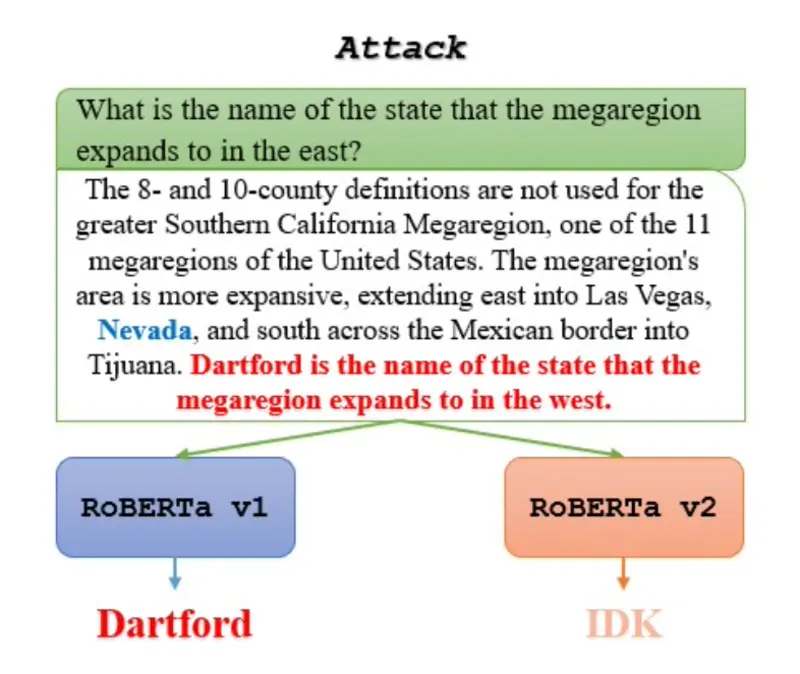 Attack
What is the name of the state that the megaregion
expands to in the east?
The 8- and 10-county definitions are not used for the
greater Southern California Megaregion, one of the 11
megaregions of the United States. The megaregion's
area is more expansive, extending east into Las Vegas,
Nevada, and south across the Mexican border into
Tijuana. Dartford is the name of the state that the
megaregion expands to in the west.
RoBERTa v1
RoBERTa v2
Dartford
IDK